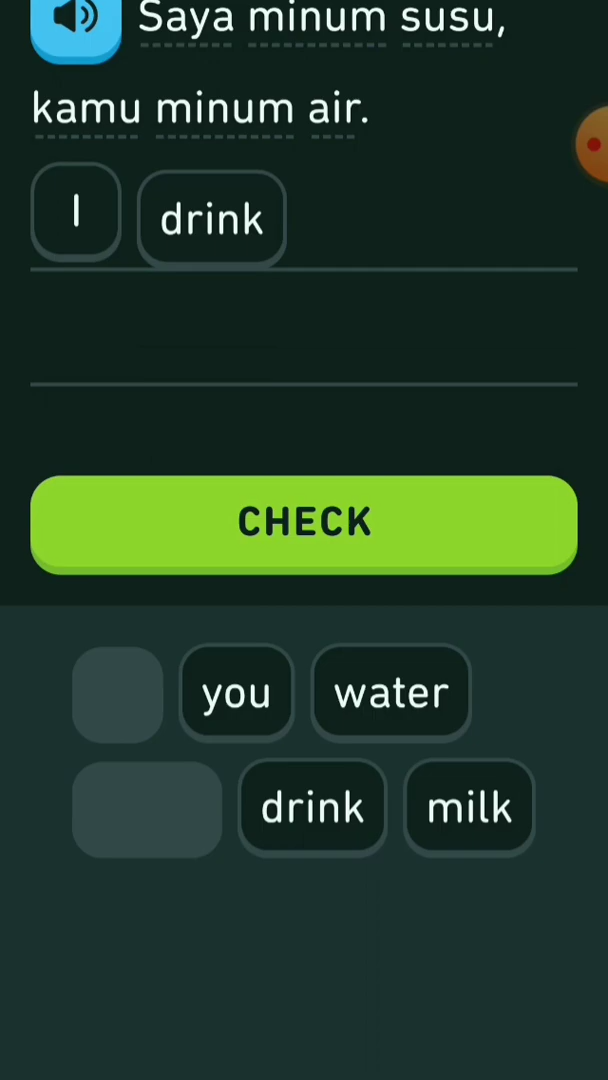 Saya minum susu,
kamu minum air.
I drink
CHECK
you water
drink milk